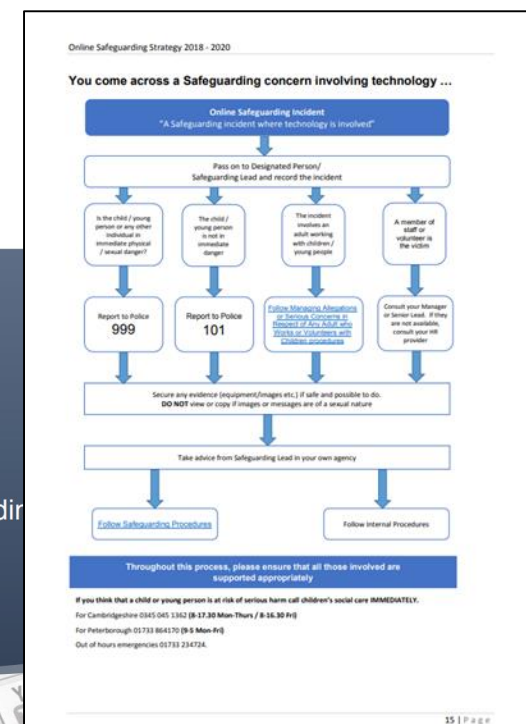 Online Safeguarding Strategy 2018 - 2020
You come across a Safeguarding concern involving technology ...
Online Safeguarding Incident
"A Safeguarding incident where technology is involved"
Pass on to Designated Person/
Safeguarding Lead and record the incident
Is the child / young
person or any other
individual in
immediate physical
/ sexual danger?
The child /
young person
is not in
immediate
danger
The incident
involves an
adult working
with children /
young people
A member of
staff or
volunteer is
the victim
Report to Police
999
Report to Police
101
Follow Managing Allegations
or Serious Concerns in
Respect of Any Adult who
Works or Volunteers with
Children procedures
Consult your Manager
or Senior Lead. If they
are not available,
consult your HR
provider
Secure any evidence (equipment/images etc.) if safe and possible to do.
DO NOT view or copy if images or messages are of a sexual nature
Take advice from Safeguarding Lead in your own agency
Follow Safeguarding Procedures
Follow Internal Procedures
Throughout this process, please ensure that all those involved are
supported appropriately
If you think that a child or young person is at risk of serious harm call children's social care IMMEDIATELY.
For Cambridgeshire 0345 045 1362 (8-17.30 Mon-Thurs / 8-16.30 Fri)
For Peterborough 01733 864170 (9-5 Mon-Fri)
Out of hours emergencies 01733 234724.
15 | P a g e